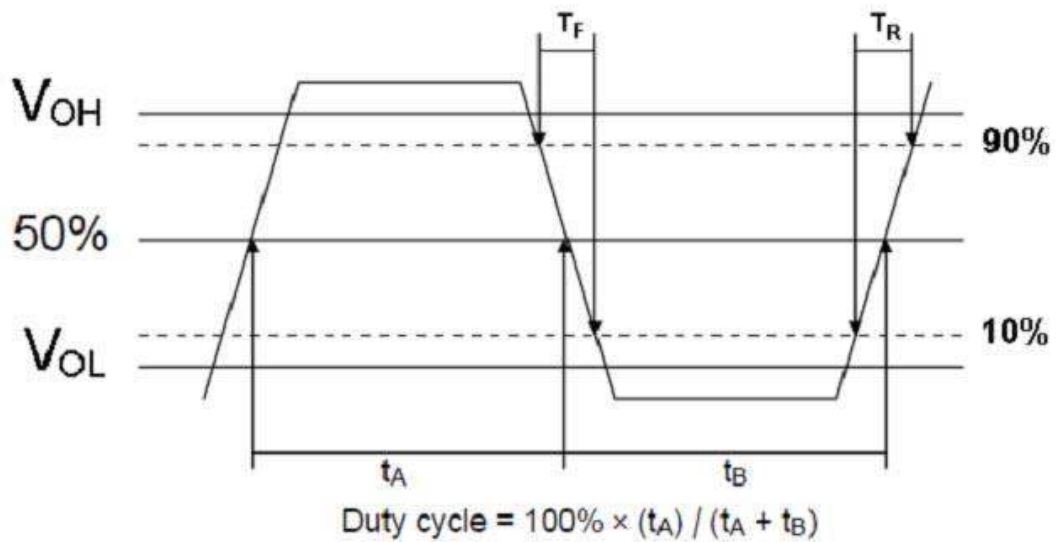 TF TR
VOH
90%
50%
10%
VOL
tA tB
Duty cycle = 100% × (tA) / (tA + tB)